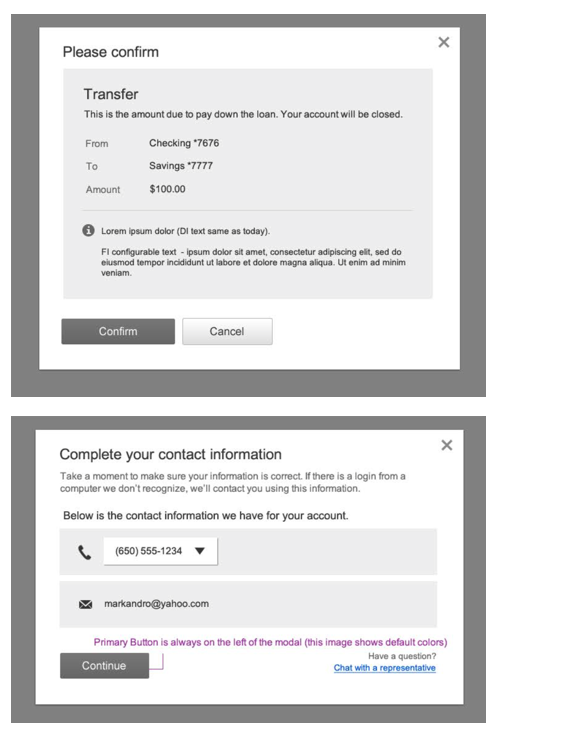 Please confirm
Transfer
This is the amount due to pay down the loan. Your account will be closed.
From Checking *7676
To Savings *7777
Amount $100.00
Lorem ipsum dolor (DI text same as today).
FI configurable text - ipsum dolor sit amet, consectetur adipiscing elit, sed do
eiusmod tempor incididunt ut labore et dolore magna aliqua. Ut enim ad minim
veniam.
Confirm Cancel
Complete your contact information
Take a moment to make sure your information is correct. If there is a login from a
computer we don't recognize, we'll contact you using this information.
Below is the contact information we have for your account.
(650) 555-1234
markandro@yahoo.com
Primary Button is always on the left of the modal (this image shows default colors)
Have a question?
Continue
Chat with a representative